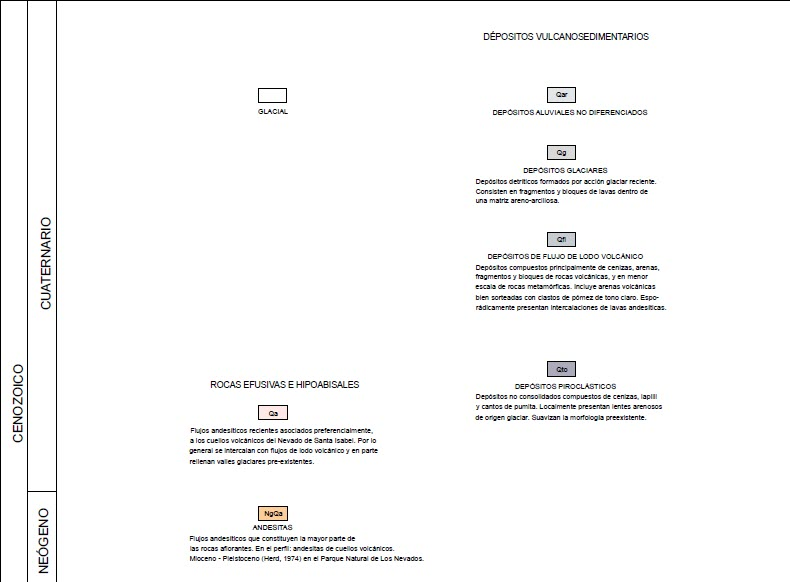 CENOZOICO
CUATERNARIO
NEÓGENO
GLACIAL
ROCAS EFUSIVAS E HIPOABISALES
Qa
Flujos andesíticos recientes asociados preferencialmente,
a los cuellos volcánicos del Nevado de Santa Isabel. Por lo
general se intercalan con flujos de lodo volcánico y en parte
rellenan valles glaciares pre-existentes.
NgQa
ANDESITAS
Flujos andesíticos que constituyen la mayor parte de
las rocas aflorantes. En el perfil: andesitas de cuellos volcánicos.
Mioceno - Pleistoceno (Herd, 1974) en el Parque Natural de Los Nevados.
DÉPOSITOS VULCANOSEDIMENTARIOS
Qar
DEPÓSITOS ALUVIALES NO DIFERENCIADOS
Qg
DEPÓSITOS GLACIARES
Depósitos detríticos formados por acción glaciar reciente.
Consisten en fragmentos y bloques de lavas dentro de
una matriz areno-arcillosa.
Qfl
DEPÓSITOS DE FLUJO DE LODO VOLCÁNICO
Depósitos compuestos principalmente de cenizas, arenas,
fragmentos y bloques de rocas volcánicas, y en menor
escala de rocas metamórficas. Incluye arenas volcánicas
bien sorteadas con clastos de pómez de tono claro. Espo-
rádicamente presentan intercalaciones de lavas andesíticas.
Qto
DEPÓSITOS PIROCLÁSTICOS
Depósitos no consolidados compuestos de cenizas, lapilli
y cantos de pumita. Localmente presentan lentes arenosos
de origen glaciar. Suavizan la morfología preexistente.